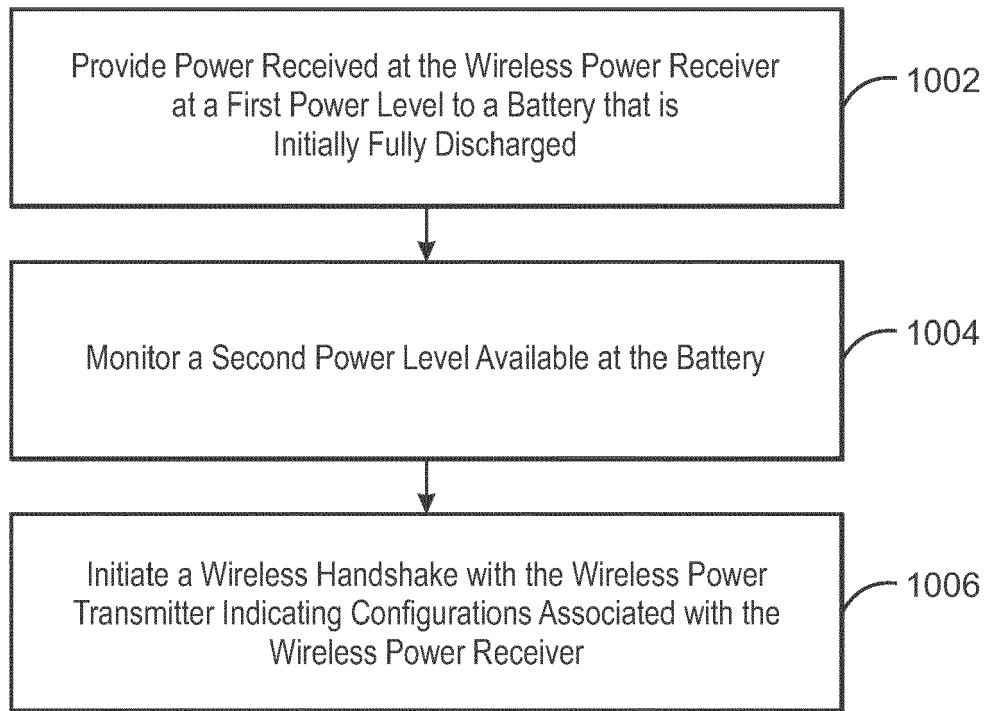 Provide Power Received at the Wireless Power Receiver
at a First Power Level to a Battery that is
Initially Fully Discharged
1002
Monitor a Second Power Level Available at the Battery
1004
Initiate a Wireless Handshake with the Wireless Power
Transmitter Indicating Configurations Associated with the
Wireless Power Receiver
1006